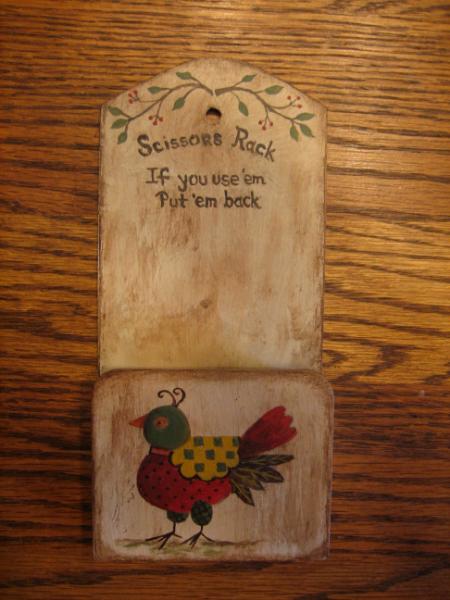 Scissors Rack
If you use 'em
Put 'em back